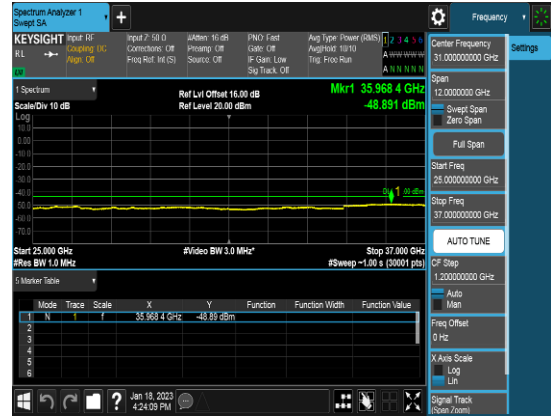 Spectrum Analyzer 1
Swept SA
+
Frequency
KEYSIGHT
RL
Input: RF
Coupling: DC
Align: Off
Input Z: 50 Ω
Corrections: Off
Freq Ref: Int (S)
#Atten: 16 dB
Preamp: Off
Source: Off
PNO: Fast
Gate: Off
IF Gain: Low
Sig Track: Off
Avg Type: Power (RMS)
Avg|Hold: 10/10
Trig: Free Run
1 2 3 4 5 6
A W W W W W
A N N N N N
1 Spectrum
Scale/Div 10 dB
Ref Lvl Offset 16.00 dB
Ref Level 20.00 dBm
Mkr1 35.968 4 GHz
-48.891 dBm
Log
10.0
0.00
-10.0
-20.0
-30.0
-40.0
-50.0
-60.0
-70.0
1
Start 25.000 GHz
#Res BW 1.0 MHz
#Video BW 3.0 MHz*
Stop 37.000 GHz
#Sweep ~1.00 s (30001 pts)
5 Marker Table
Mode Trace Scale X Y Function Function Width Function Value
1 N 1 f 35.968 4 GHz -48.89 dBm
2
3
4
5
6
Jan 18, 2023
4:24:09 PM
Center Frequency
31.000000000 GHz
Settings
Span
12.0000000 GHz
Swept Span
Zero Span
Full Span
Start Freq
25.000000000 GHz
Stop Freq
37.000000000 GHz
AUTO TUNE
CF Step
1.200000000 GHz
Auto
Man
Freq Offset
0 Hz
X Axis Scale
Log
Lin
Signal Track
(Span Zoom)